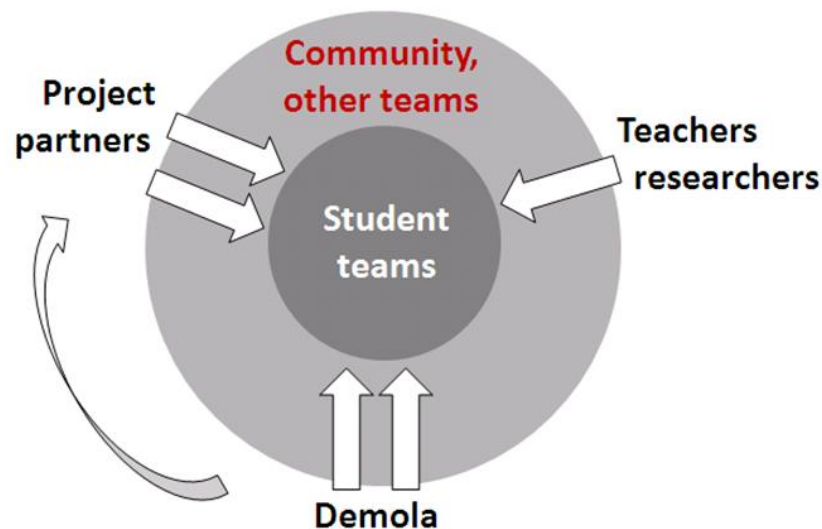 Community,
other teams
Project
partners
Teachers
researchers
Student
teams
Demola